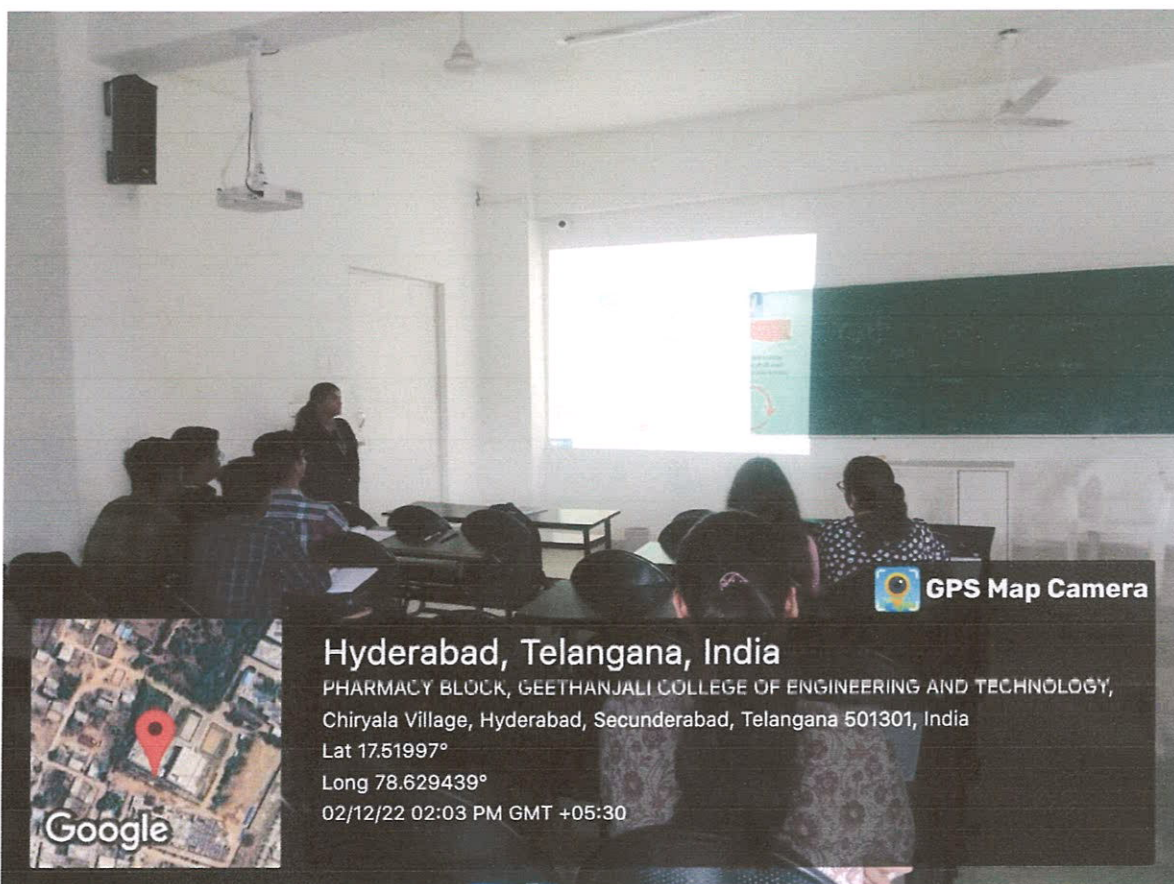 GPS Map Camera
Hyderabad, Telangana, India
PHARMACY BLOCK, GEETHANJALI COLLEGE OF ENGINEERING AND TECHNOLOGY,
Chiryala Village, Hyderabad, Secunderabad, Telangana 501301, India
Lat 17.51997°
Long 78.629439°
02/12/22 02:03 PM GMT +05:30
Google